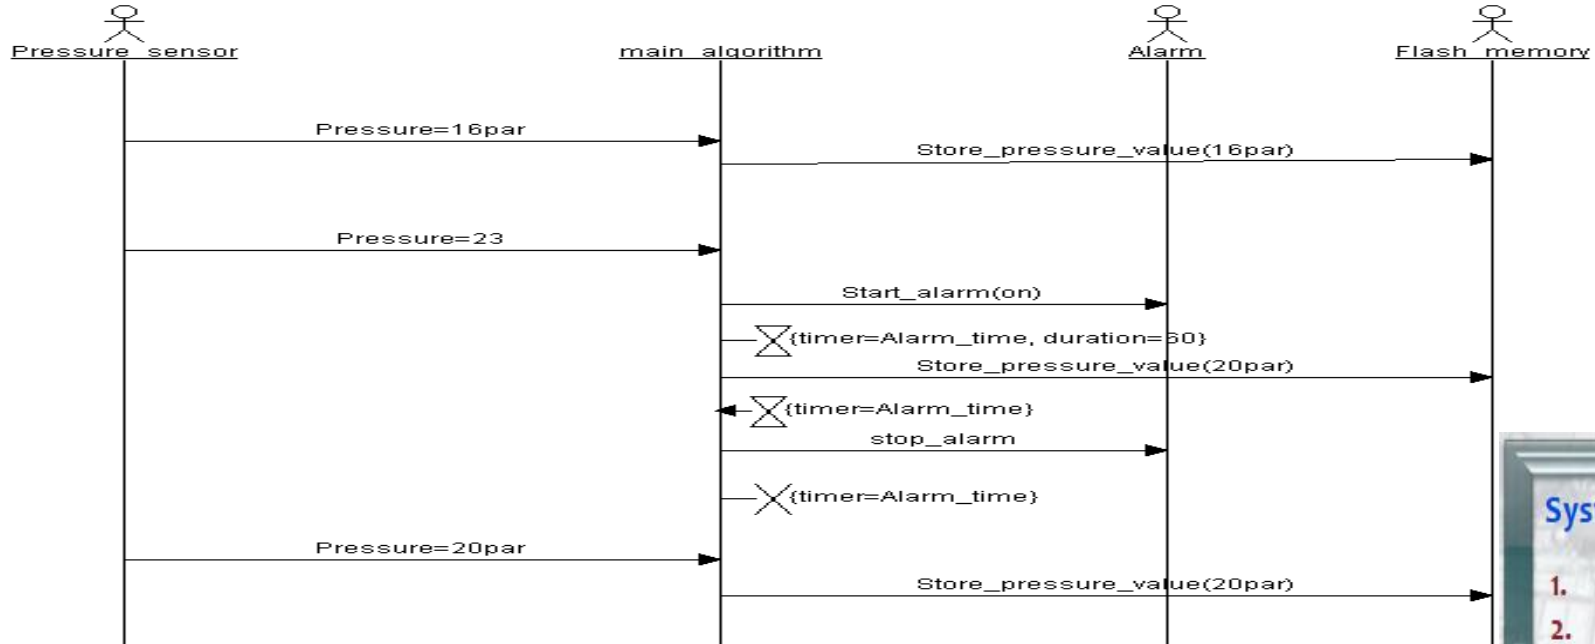 Pressure_sensor
main_algorithm
Alarm
Flash_memory
Pressure=16par
Store_pressure_value(16par)
Pressure=23
Start_alarm(on)
{timer=Alarm_time, duration=60}
Store_pressure_value(20par)
{timer=Alarm_time}
stop_alarm
{timer=Alarm_time}
Pressure=20par
Store_pressure_value(20par)
1.
2.